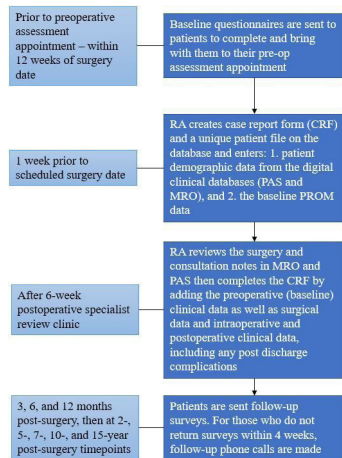 Prior to preoperative
assessment
appointment – within
12 weeks of surgery
date
Baseline questionnaires are sent to
patients to complete and bring
with them to their pre-op
assessment appointment
1 week prior to
scheduled surgery date
RA creates case report form (CRF)
and a unique patient file on the
database and enters: 1. patient
demographic data from the digital
clinical databases (PAS and
MRO), and 2. the baseline PROM
data
After 6-week
postoperative specialist
review clinic
RA reviews the surgery and
consultation notes in MRO and
PAS then completes the CRF by
adding the preoperative (baseline)
clinical data as well as surgical
data and intraoperative and
postoperative clinical data,
including any post discharge
complications
3, 6, and 12 months
post-surgery, then at 2-,
5-, 7-, 10-, and 15-year
post-surgery timepoints
Patients are sent follow-up
surveys. For those who do not
return surveys within 4 weeks,
follow-up phone calls are made